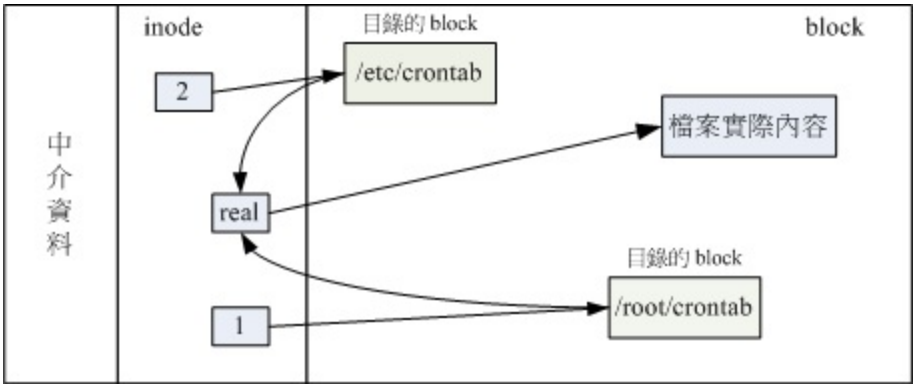 inode
目錄的 block
block
2
/etc/crontab
檔案實際內容
中
介
資
料
real
目錄的 block
1
/root/crontab